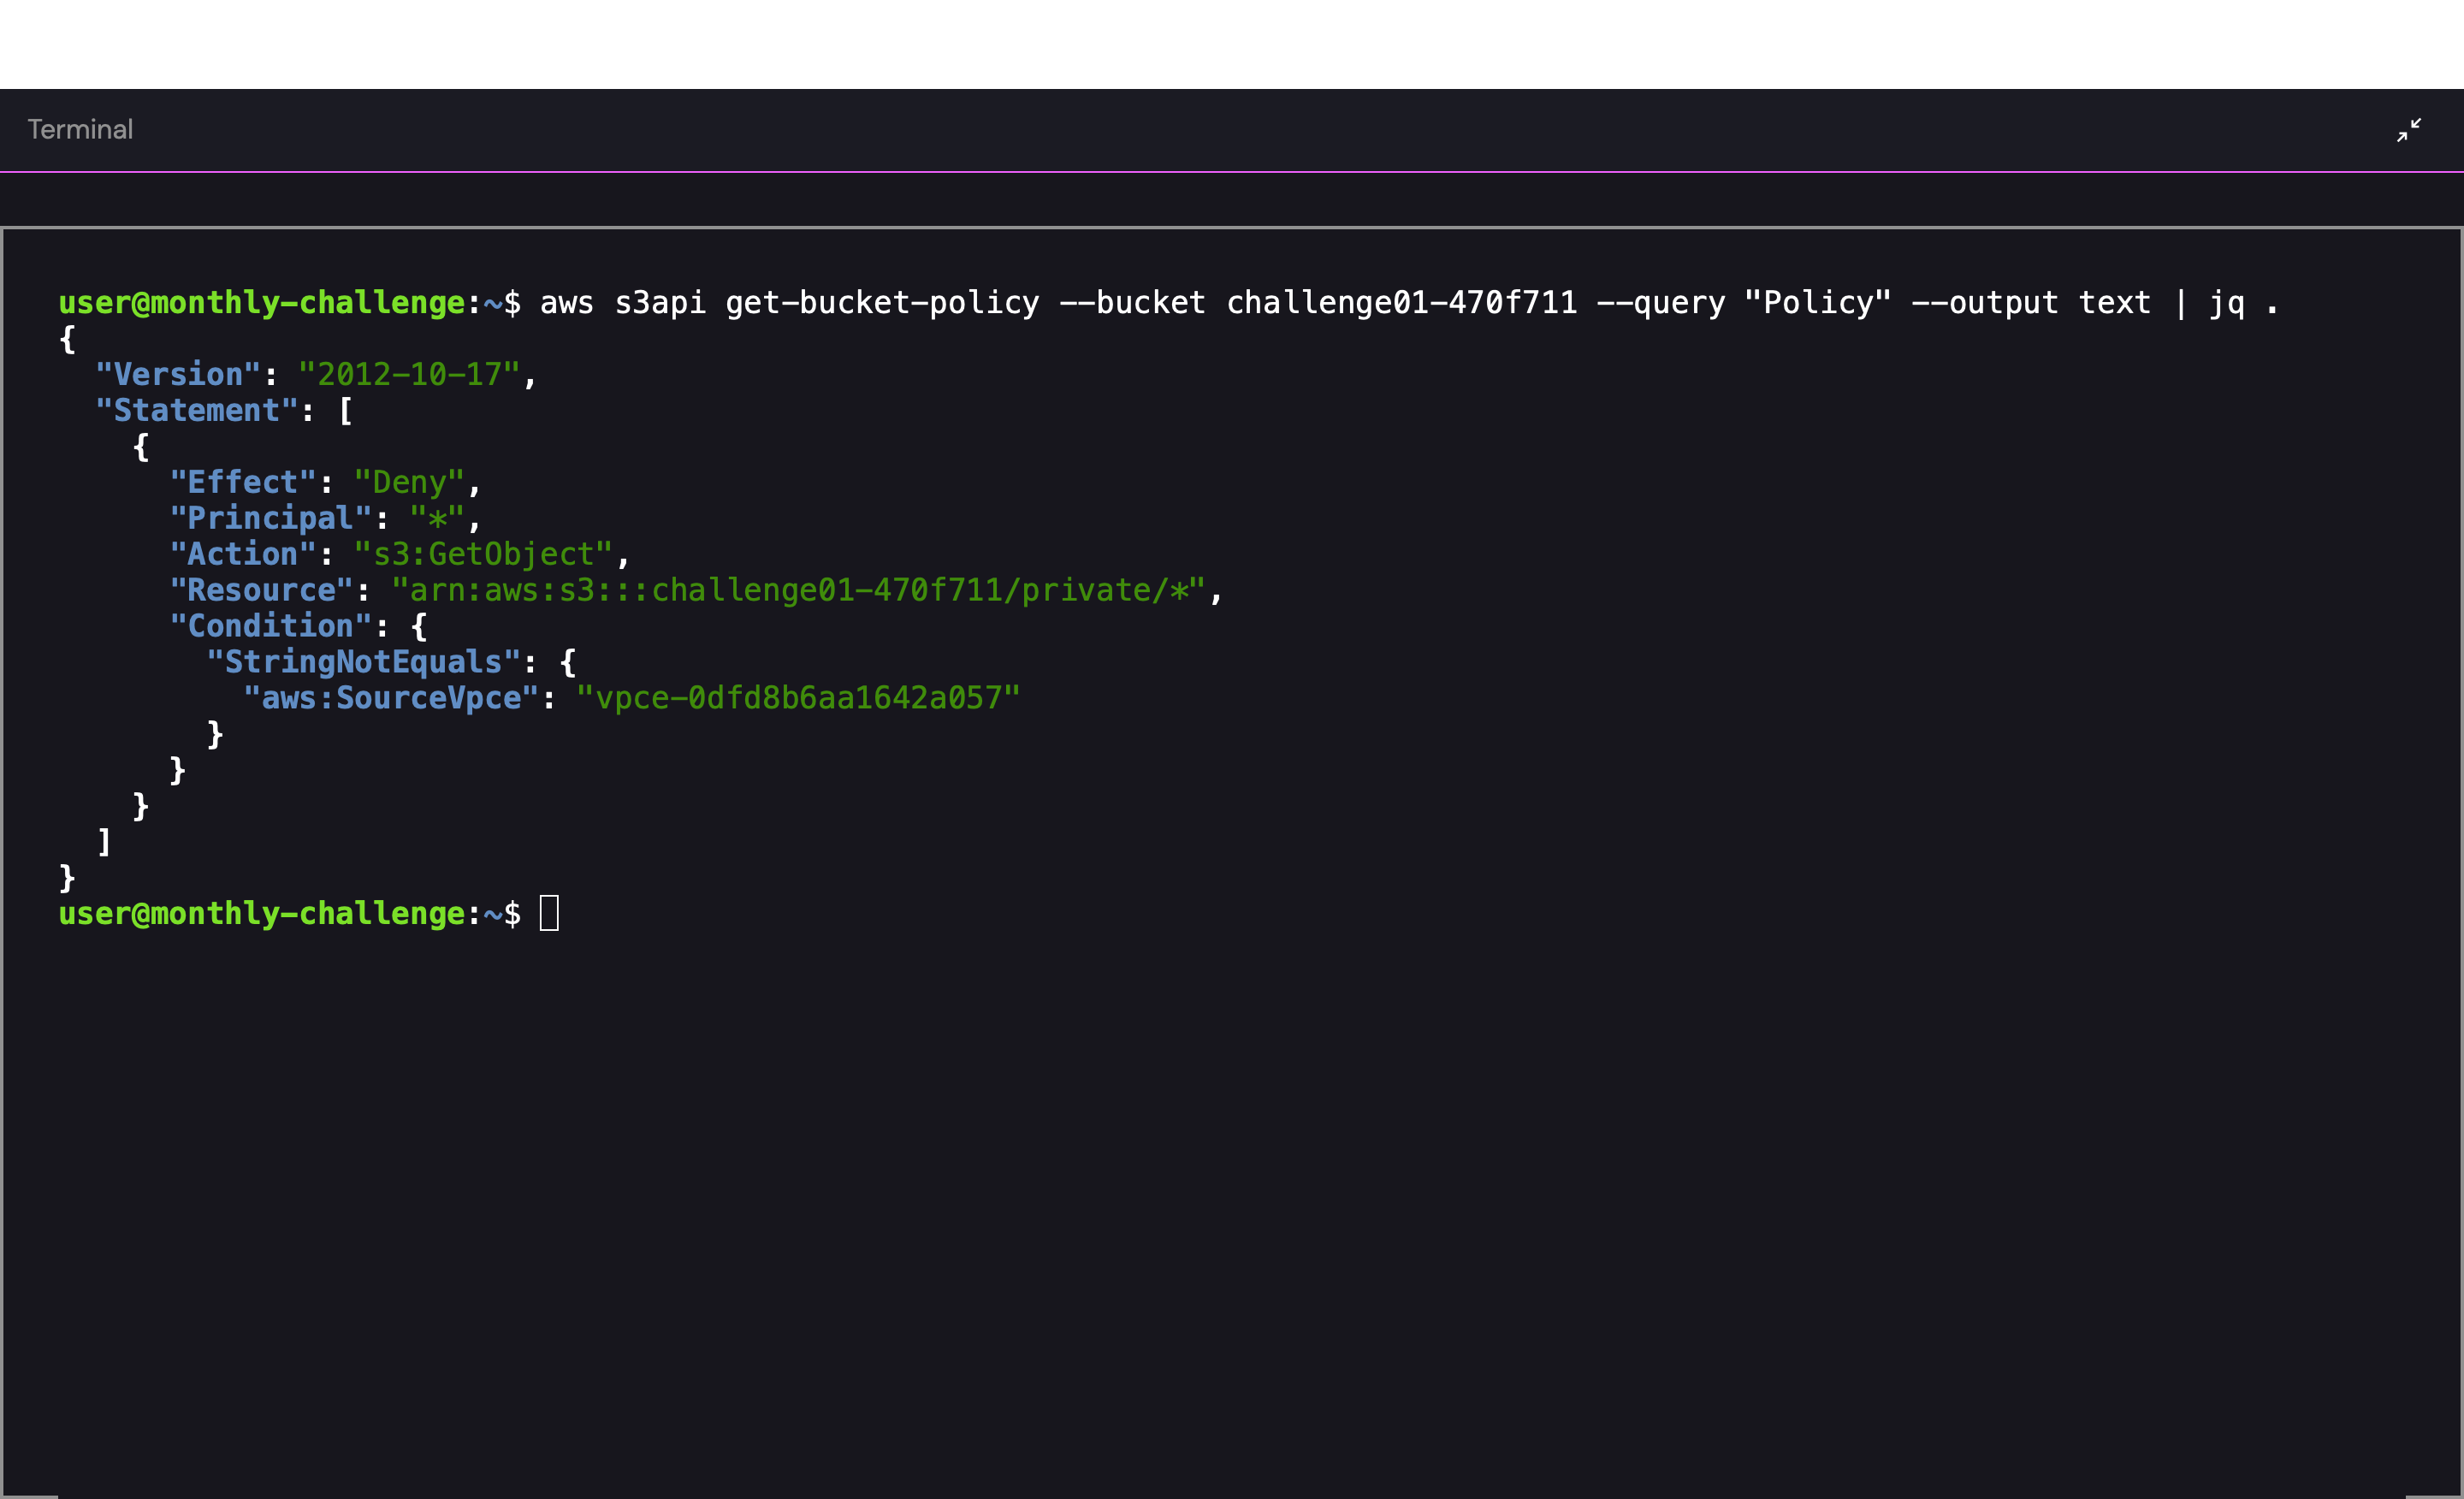 Terminal
user@monthly-challenge:~$ aws s3api get-bucket-policy --bucket challenge01-470f711 --query "Policy" --output text | jq .
{
  "Version": "2012-10-17",
  "Statement": [
    {
      "Effect": "Deny",
      "Principal": "*",
      "Action": "s3:GetObject",
      "Resource": "arn:aws:s3:::challenge01-470f711/private/*",
      "Condition": {
        "StringNotEquals": {
          "aws:SourceVpce": "vpce-0dfd8b6aa1642a057"
        }
      }
    }
  ]
}
user@monthly-challenge:~$